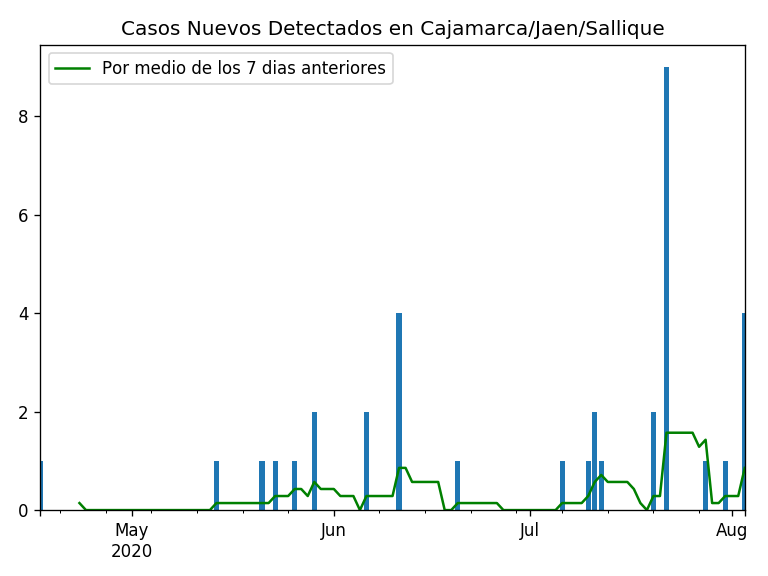 Casos Nuevos Detectados en Cajamarca/Jaen/Sallique
Por medio de los 7 dias anteriores
8
6
4
2
0
May
2020
Jun
Jul
Aug